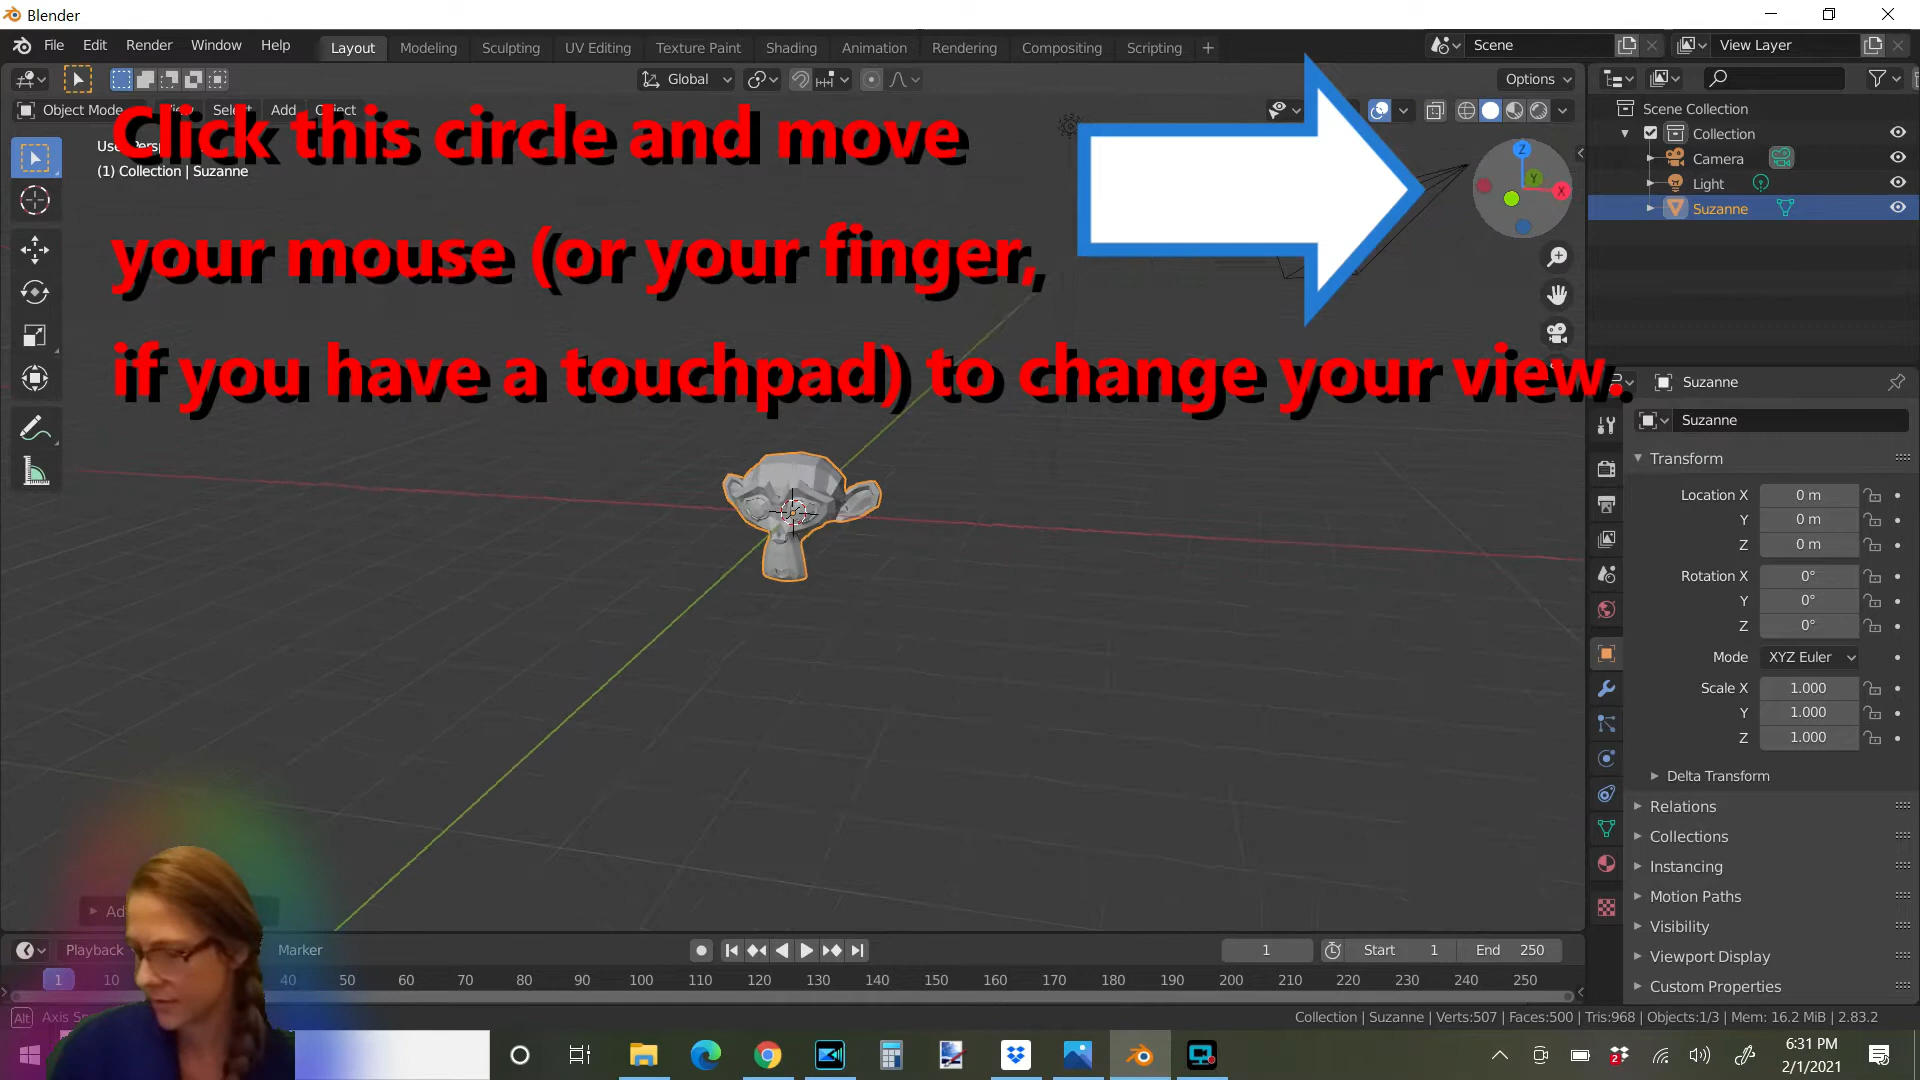 Blender
File Edit Render Window Help Layout Modeling Sculpting UV Editing Texture Paint Shading Animation Rendering Compositing Scripting + Scene View Layer
Global Options
Object Mode View Select Add Object
Click this circle and move
your mouse (or your finger,
if you have a touchpad) to change your view.
(1) Collection | Suzanne
Z
Y
X
Scene Collection
Collection
Camera
Light
Suzanne
Suzanne
Suzanne
Transform
Location X 0 m
Y 0 m
Z 0 m
Rotation X 0°
Y 0°
Z 0°
Mode XYZ Euler
Scale X 1.000
Y 1.000
Z 1.000
Delta Transform
Relations
Collections
Instancing
Motion Paths
Visibility
Viewport Display
Custom Properties
Playback Marker 1 Start 1 End 250
1 10 40 50 60 70 80 90 100 110 120 130 140 150 160 170 180 190 200 210 220 230 240 250
Alt Axis
Collection | Suzanne | Verts:507 | Faces:500 | Tris:968 | Objects:1/3 | Mem: 16.2 MiB | 2.83.2
2
6:31 PM
2/1/2021